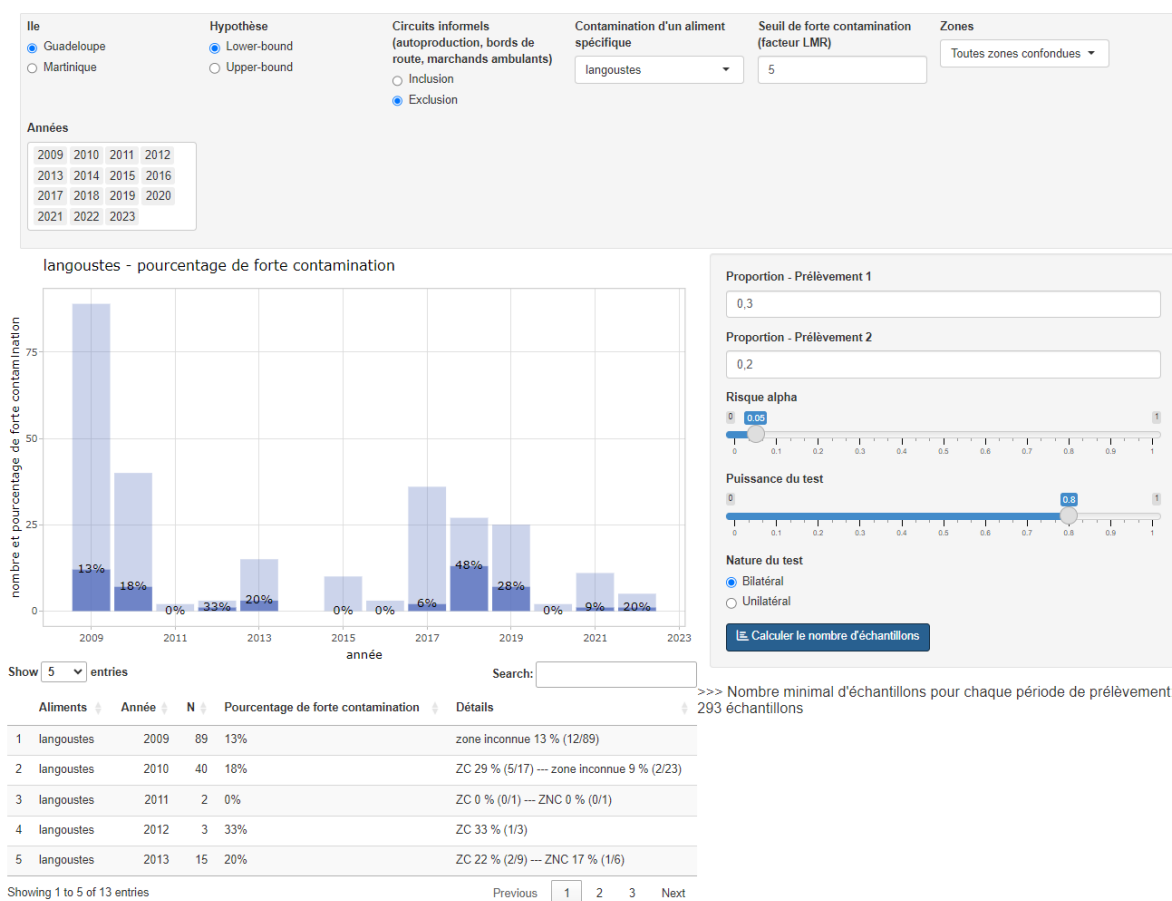 Ile
Guadeloupe
Martinique
Hypothèse
Lower-bound
Upper-bound
Circuits informels
(autoproduction, bords de
route, marchands ambulants)
Inclusion
Exclusion
Contamination d'un aliment
spécifique
langoustes
Seuil de forte contamination
(facteur LMR)
5
Zones
Toutes zones confondues
Années
2009 2010 2011 2012
2013 2014 2015 2016
2017 2018 2019 2020
2021 2022 2023
langoustes - pourcentage de forte contamination
nombre et pourcentage de forte contamination
75
50
25
0
13% 18% 0% 33% 20% 0% 0% 6% 48% 28% 0% 9% 20%
2009 2011 2013 2015 2017 2019 2021 2023
année
Proportion - Prélèvement 1
0,3
Proportion - Prélèvement 2
0,2
Risque alpha
0 0.05 1
0 0.1 0.2 0.3 0.4 0.5 0.6 0.7 0.8 0.9 1
Puissance du test
0 0.8 1
0 0.1 0.2 0.3 0.4 0.5 0.6 0.7 0.8 0.9 1
Nature du test
Bilatéral
Unilatéral
Calculer le nombre d'échantillons
>>> Nombre minimal d'échantillons pour chaque période de prélèvement
293 échantillons
Show 5 entries
Search:
Aliments Année N Pourcentage de forte contamination Détails
1 langoustes 2009 89 13% zone inconnue 13 % (12/89)
2 langoustes 2010 40 18% ZC 29 % (5/17) --- zone inconnue 9 % (2/23)
3 langoustes 2011 2 0% ZC 0 % (0/1) --- ZNC 0 % (0/1)
4 langoustes 2012 3 33% ZC 33 % (1/3)
5 langoustes 2013 15 20% ZC 22 % (2/9) --- ZNC 17 % (1/6)
Showing 1 to 5 of 13 entries
Previous 1 2 3 Next